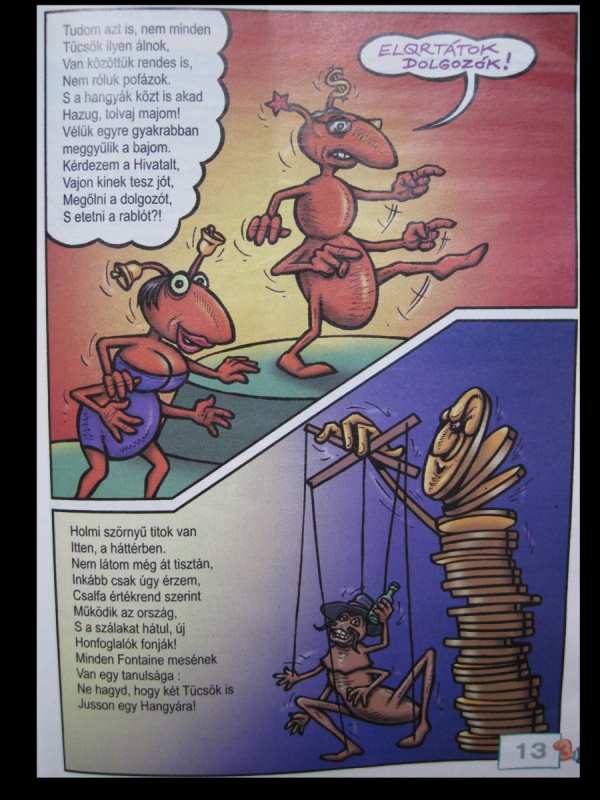 Tudom azt is, nem minden
Tücsök ilyen álnok,
Van közöttük rendes is,
Nem róluk pofázok.
S a hangyák közt is akad
Hazug, tolvaj majom!
Vélük egyre gyakrabban
meggyűlik a bajom.
Kérdezem a Hivatalt,
Vajon kinek tesz jót,
Megőlni a dolgozót,
S etetni a rablót?!
ELQRTÁTOK
DOLGOZÓK!
Holmi szörnyű titok van
Itten, a háttérben.
Nem látom még át tisztán,
Inkább csak úgy érzem,
Csalfa értékrend szerint
Működik az ország,
S a szálakat hátul, új
Honfoglalók fonják!
Minden Fontaine mesének
Van egy tanulsága :
Ne hagyd, hogy két Tücsök is
Jusson egy Hangyára!
13